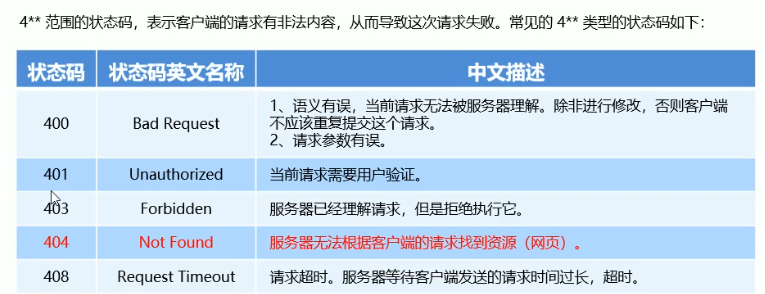 4** 范围的状态码，表示客户端的请求有非法内容，从而导致这次请求失败。常见的 4** 类型的状态码如下：
状态码 状态码英文名称 中文描述
400 Bad Request 1、语义有误，当前请求无法被服务器理解。除非进行修改，否则客户端
不应该重复提交这个请求。
2、请求参数有误。
401 Unauthorized 当前请求需要用户验证。
403 Forbidden 服务器已经理解请求，但是拒绝执行它。
404 Not Found 服务器无法根据客户端的请求找到资源（网页）。
408 Request Timeout 请求超时。服务器等待客户端发送的请求时间过长，超时。